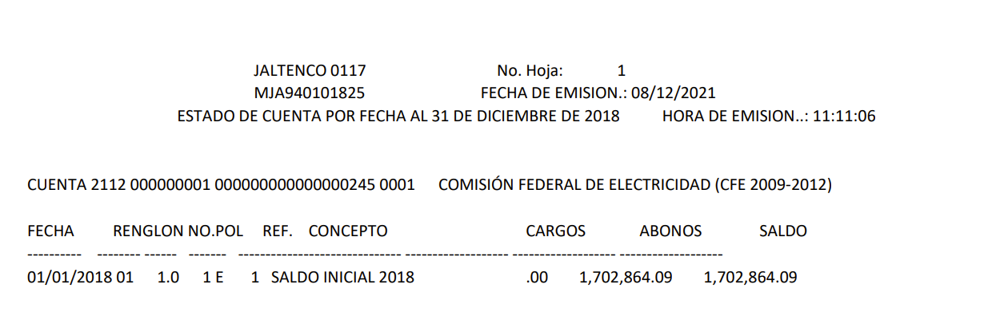 JALTENCO 0117 No. Hoja: 1
MJA940101825 FECHA DE EMISION.: 08/12/2021
ESTADO DE CUENTA POR FECHA AL 31 DE DICIEMBRE DE 2018 HORA DE EMISION..: 11:11:06
CUENTA 2112 000000001 000000000000000245 0001 COMISIÓN FEDERAL DE ELECTRICIDAD (CFE 2009-2012)
FECHA RENGLON NO.POL REF. CONCEPTO CARGOS ABONOS SALDO
---------- -------- ------ ------- ------------------------------ ------------------- ------------------- -------------------
01/01/2018 01 1.0 1 E 1 SALDO INICIAL 2018 .00 1,702,864.09 1,702,864.09